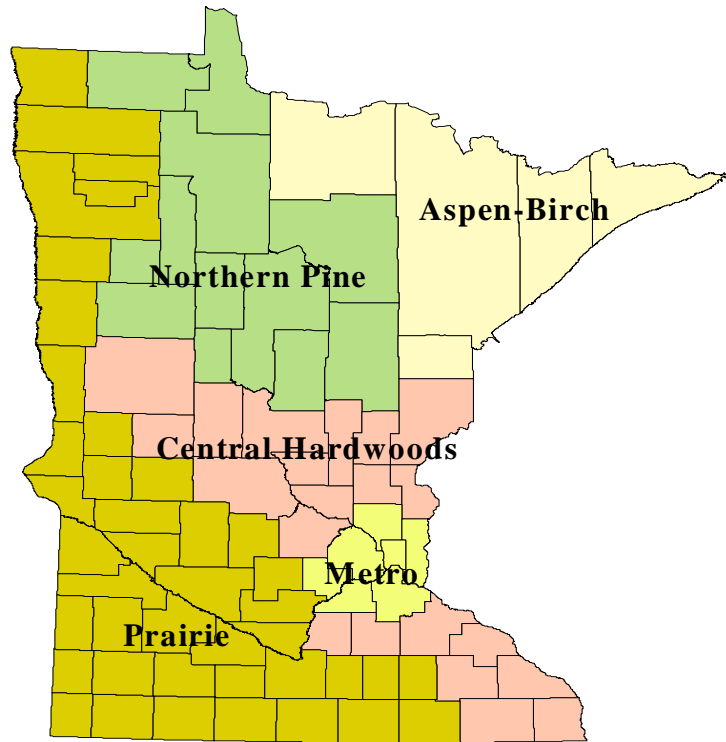 Aspen-Birch
Northern Pine
Central Hardwoods
Metro
Prairie